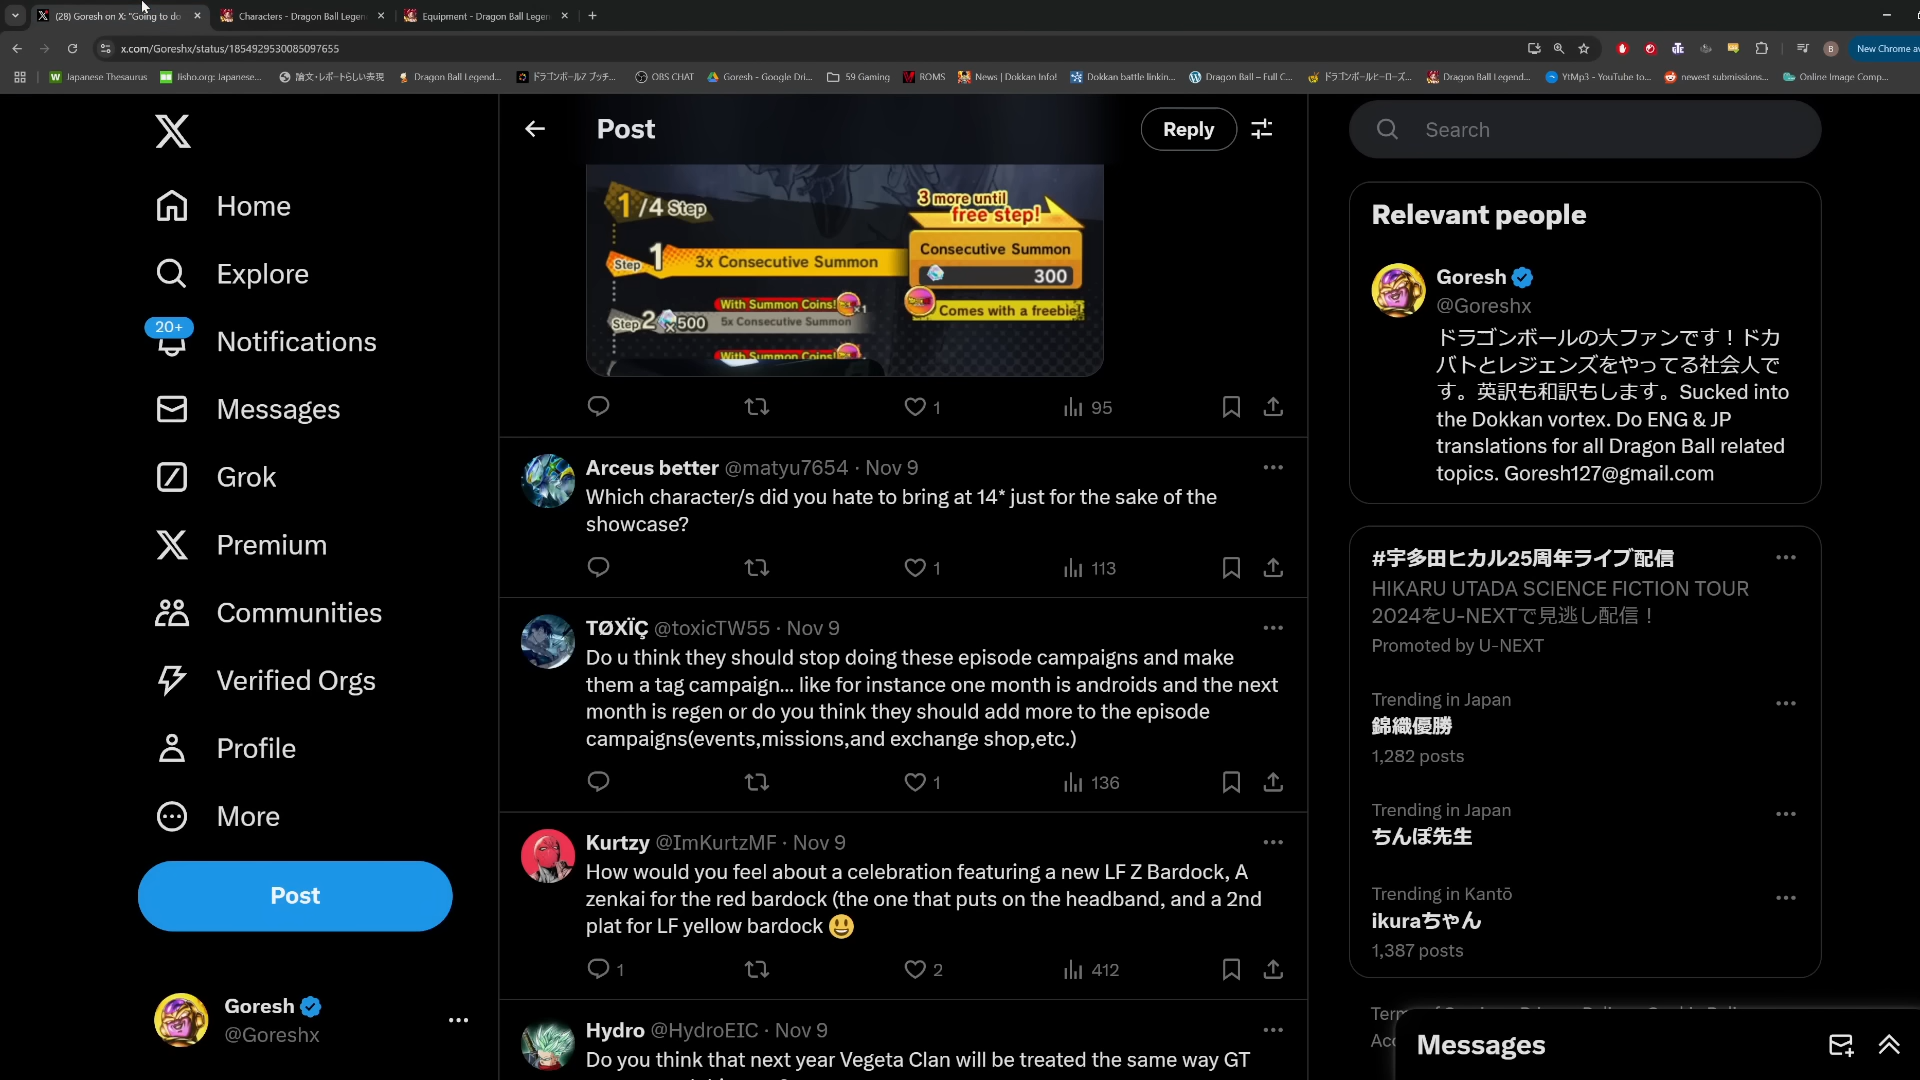 (28) Goresh on X: "Going to do
Characters - Dragon Ball Legen
Equipment - Dragon Ball Legen
x.com/Goreshx/status/1854929530085097655
New Chrome av
Japanese Thesaurus
Jisho.org: Japanese...
論文・レポートらしい表現
Dragon Ball Legend...
ドラゴンボールZ ブッチ...
OBS CHAT
Goresh - Google Dri...
59 Gaming
ROMS
News | Dokkan Info!
Dokkan battle linkin...
Dragon Ball – Full C...
ドラゴンボールヒーローズ...
Dragon Ball Legend...
YtMp3 - YouTube to...
newest submissions...
Online Image Comp...
Home
Explore
20+
Notifications
Messages
Grok
Premium
Communities
Verified Orgs
Profile
More
Post
Goresh
@Goreshx
Post
Reply
1/4 Step
3 more until
free step!
Step 1
3x Consecutive Summon
Consecutive Summon
300
With Summon Coins!
x1
Comes with a freebie!
Step 2
500
5x Consecutive Summon
With Summon Coins!
1
95
Arceus better @matyu7654 · Nov 9
Which character/s did you hate to bring at 14* just for the sake of the
showcase?
1
113
TØXÏÇ @toxicTW55 · Nov 9
Do u think they should stop doing these episode campaigns and make
them a tag campaign... like for instance one month is androids and the next
month is regen or do you think they should add more to the episode
campaigns(events,missions,and exchange shop,etc.)
1
136
Kurtzy @ImKurtzMF · Nov 9
How would you feel about a celebration featuring a new LF Z Bardock, A
zenkai for the red bardock (the one that puts on the headband, and a 2nd
plat for LF yellow bardock 😃
1
2
412
Hydro @HydroEIC · Nov 9
Do you think that next year Vegeta Clan will be treated the same way GT
Search
Relevant people
Goresh
@Goreshx
ドラゴンボールの大ファンです！ドカ
バトとレジェンズをやってる社会人で
す。英訳も和訳もします。Sucked into
the Dokkan vortex. Do ENG & JP
translations for all Dragon Ball related
topics. Goresh127@gmail.com
#宇多田ヒカル25周年ライブ配信
HIKARU UTADA SCIENCE FICTION TOUR
2024をU-NEXTで見逃し配信！
Promoted by U-NEXT
Trending in Japan
錦織優勝
1,282 posts
Trending in Japan
ちんぽ先生
Trending in Kantō
ikuraちゃん
1,387 posts
Messages